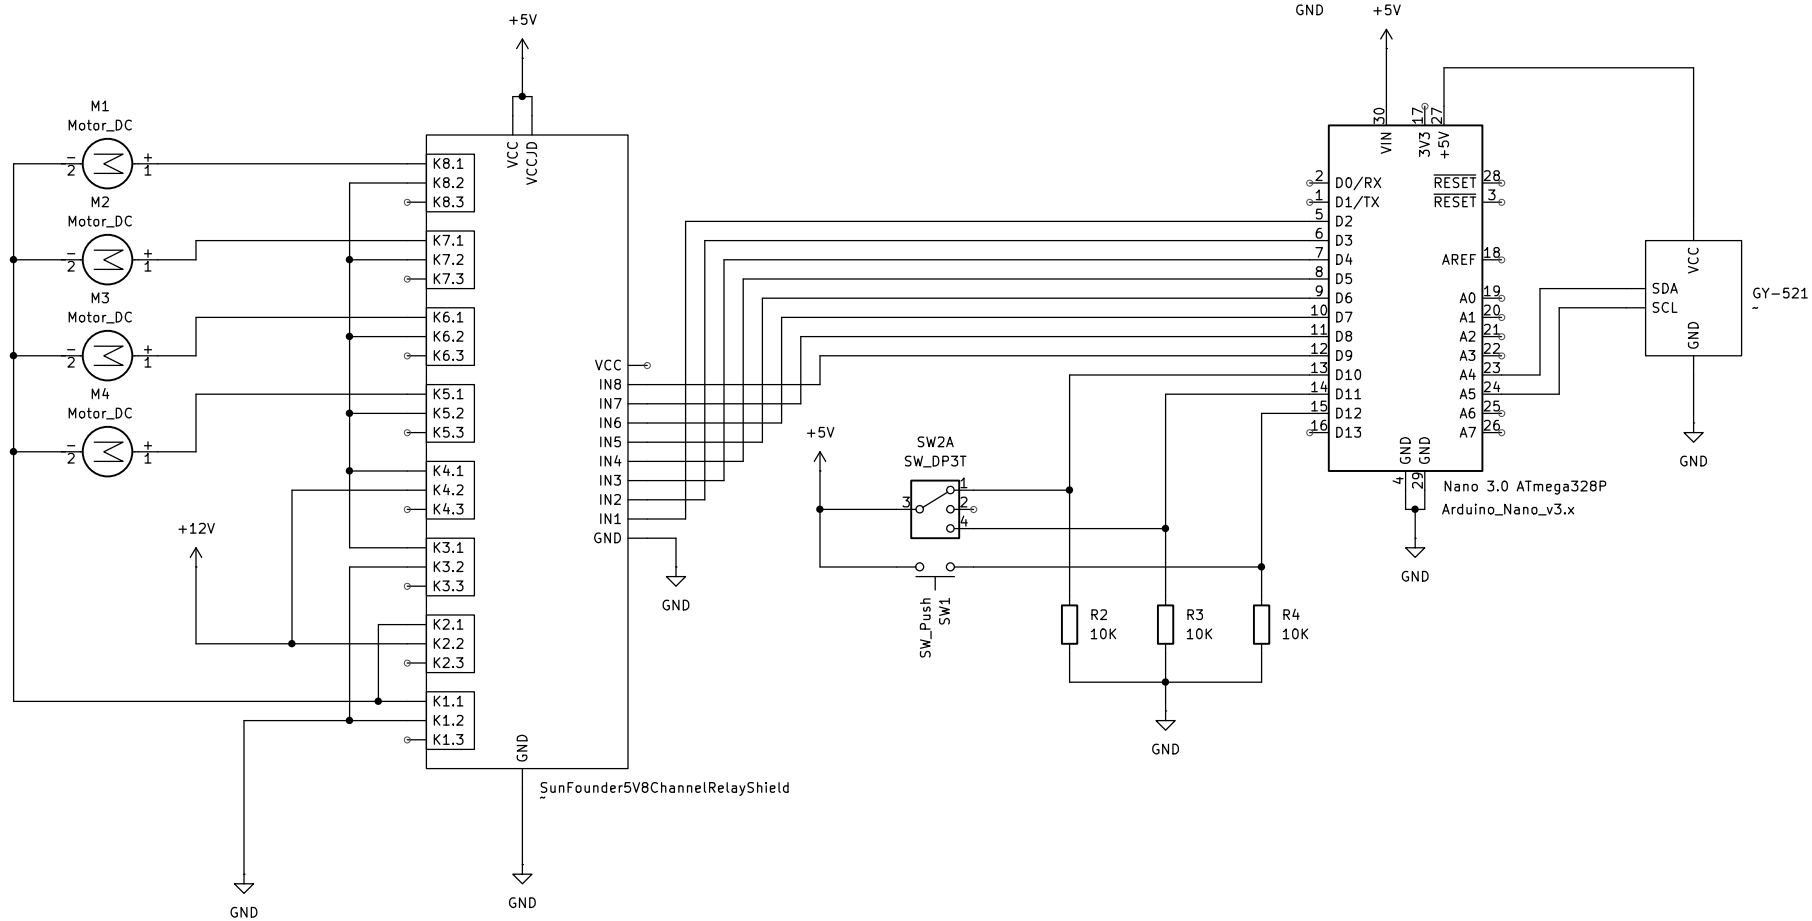 +5V
GND
+5V
M1
Motor_DC
- 2
+ 1
M2
Motor_DC
- 2
+ 1
M3
Motor_DC
- 2
+ 1
M4
Motor_DC
- 2
+ 1
+12V
GND
VCC
VCCJD
K8.1
K8.2
K8.3
K7.1
K7.2
K7.3
K6.1
K6.2
K6.3
K5.1
K5.2
K5.3
K4.1
K4.2
K4.3
K3.1
K3.2
K3.3
K2.1
K2.2
K2.3
K1.1
K1.2
K1.3
VCC
IN8
IN7
IN6
IN5
IN4
IN3
IN2
IN1
GND
GND
GND
SunFounder5V8ChannelRelayShield
~
GND
+5V
SW2A
SW_DP3T
3
1
2
4
SW_Push
SW1
R2
10K
R3
10K
R4
10K
GND
30
VIN
17
3V3
27
+5V
2 D0/RX
1 D1/TX
5 D2
6 D3
7 D4
8 D5
9 D6
10 D7
11 D8
12 D9
13 D10
14 D11
15 D12
16 D13
RESET 28
RESET 3
AREF 18
A0 19
A1 20
A2 21
A3 22
A4 23
A5 24
A6 25
A7 26
GND
GND
4
29
Nano 3.0 ATmega328P
Arduino_Nano_v3.x
GND
VCC
SDA
SCL
GND
GY-521
~
GND